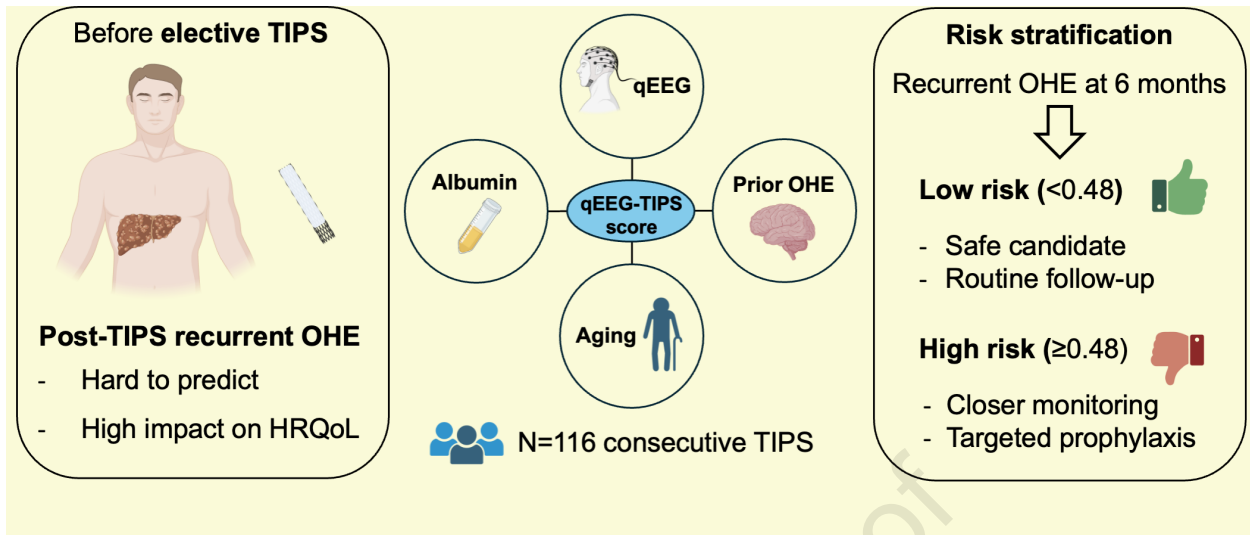 Before elective TIPS
Post-TIPS recurrent OHE
- Hard to predict
- High impact on HRQoL
qEEG
Albumin
qEEG-TIPS
score
Prior OHE
Aging
N=116 consecutive TIPS
Risk stratification
Recurrent OHE at 6 months
Low risk (<0.48)
- Safe candidate
- Routine follow-up
High risk (≥0.48)
- Closer monitoring
- Targeted prophylaxis
of